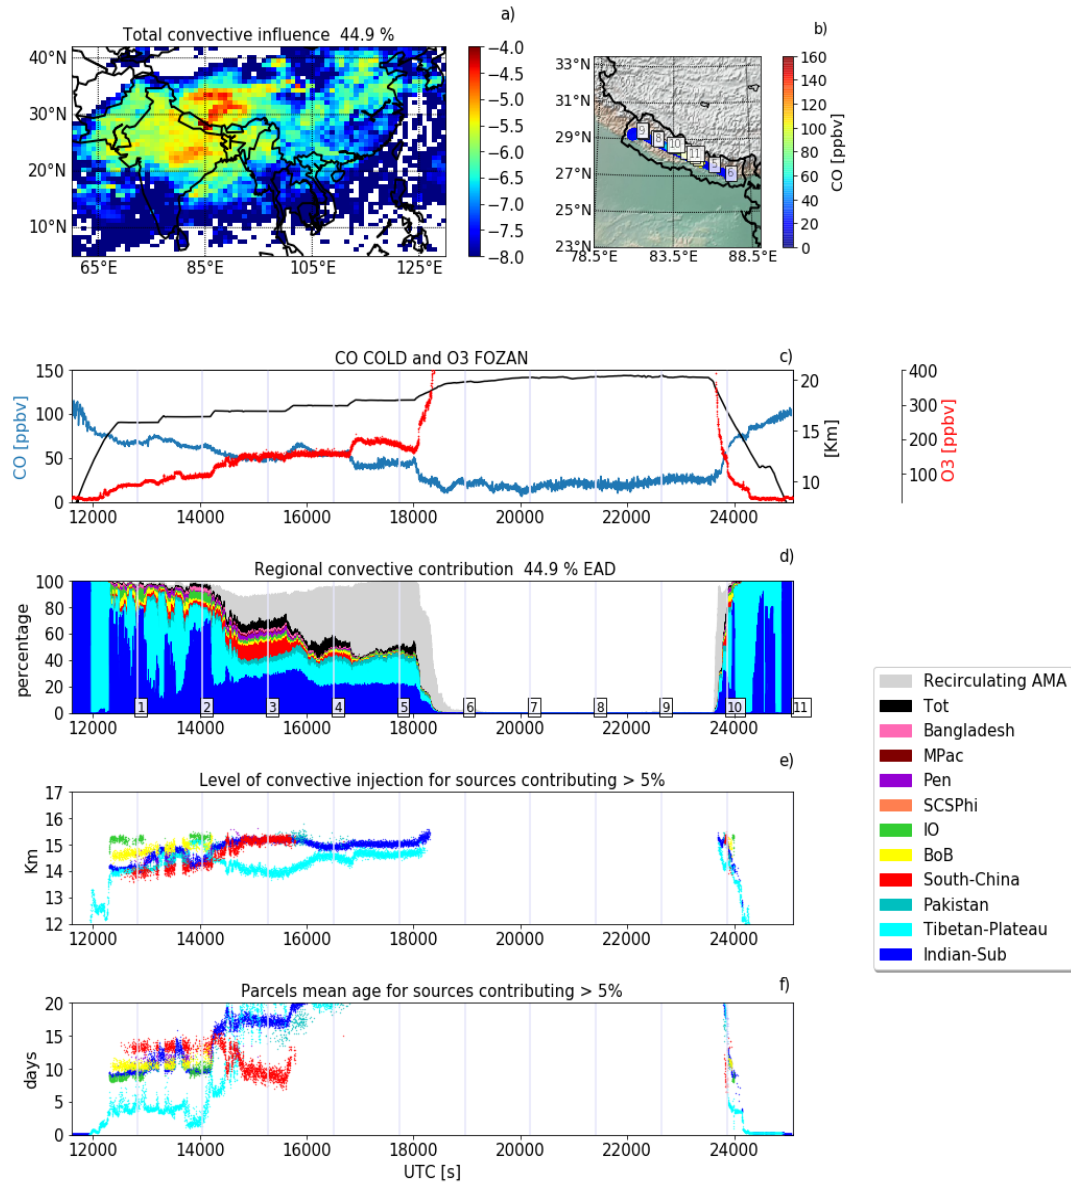 a)
Total convective influence  44.9 %
40°N
30°N
20°N
10°N
65°E
85°E
105°E
125°E
−4.0
−4.5
−5.0
−5.5
−6.0
−6.5
−7.0
−7.5
−8.0
b)
33°N
31°N
29°N
27°N
25°N
23°N
78.5°E
83.5°E
88.5°E
10
11
5
6
160
140
120
100
80
60
40
20
0
CO [ppbv]
c)
CO COLD and O3 FOZAN
CO [ppbv]
150
100
50
0
20
15
10
[Km]
400
300
200
100
O3 [ppbv]
12000
14000
16000
18000
20000
22000
24000
d)
Regional convective contribution  44.9 % EAD
percentage
100
80
60
40
20
0
1
2
3
4
5
6
7
8
9
10
11
12000
14000
16000
18000
20000
22000
24000
e)
Level of convective injection for sources contributing > 5%
Km
17
16
15
14
13
12
12000
14000
16000
18000
20000
22000
24000
f)
Parcels mean age for sources contributing > 5%
days
20
15
10
5
0
12000
14000
16000
18000
20000
22000
24000
UTC [s]
Recirculating AMA
Tot
Bangladesh
MPac
Pen
SCSPhi
IO
BoB
South-China
Pakistan
Tibetan-Plateau
Indian-Sub